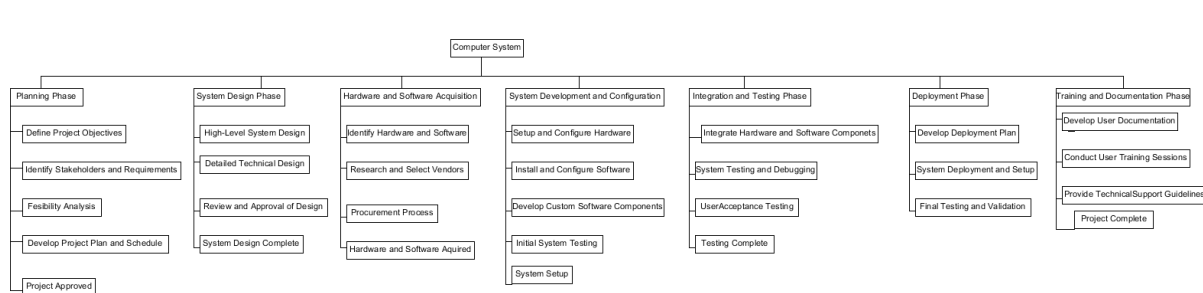 Computer System
Planning Phase
Define Project Objectives
Identify Stakeholders and Requirements
Fesibility Analysis
Develop Project Plan and Schedule
Project Approved
System Design Phase
High-Level System Design
Detailed Technical Design
Review and Approval of Design
System Design Complete
Hardware and Software Acquisition
Identify Hardware and Software
Research and Select Vendors
Procurement Process
Hardware and Software Aquired
System Development and Configuration
Setup and Configure Hardware
Install and Configure Software
Develop Custom Software Components
Initial System Testing
System Setup
Integration and Testing Phase
Integrate Hardware and Software Componets
System Testing and Debugging
UserAcceptance Testing
Testing Complete
Deployment Phase
Develop Deployment Plan
System Deployment and Setup
Final Testing and Validation
Training and Documentation Phase
Develop User Documentation
Conduct User Training Sessions
Provide TechnicalSupport Guidelines
Project Complete